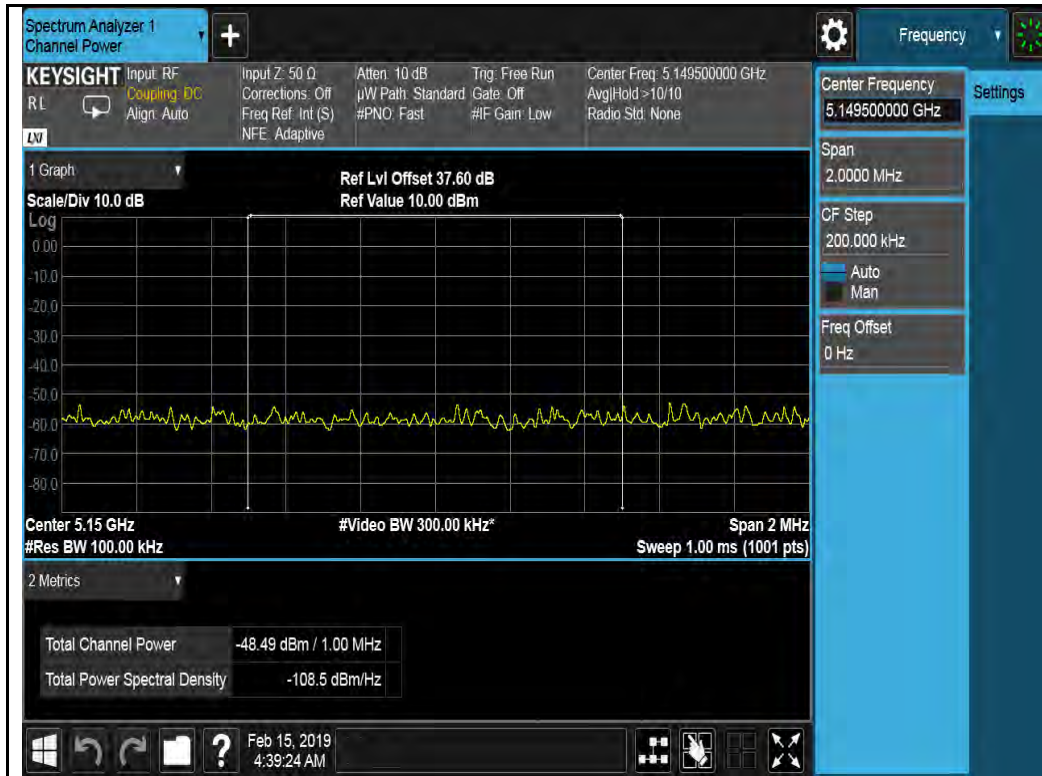 Spectrum Analyzer 1
Channel Power
+
Frequency
KEYSIGHT
RL
LXI
Input: RF
Coupling: DC
Align: Auto
Input Z: 50 Ω
Corrections: Off
Freq Ref: Int (S)
NFE: Adaptive
Atten: 10 dB
µW Path: Standard
#PNO: Fast
Trig: Free Run
Gate: Off
#IF Gain: Low
Center Freq: 5.149500000 GHz
Avg|Hold >10/10
Radio Std: None
Center Frequency
5.149500000 GHz
Settings
Span
2.0000 MHz
CF Step
200.000 kHz
Auto
Man
Freq Offset
0 Hz
1 Graph
Scale/Div 10.0 dB
Ref Lvl Offset 37.60 dB
Ref Value 10.00 dBm
Log
0.00
-10.0
-20.0
-30.0
-40.0
-50.0
-60.0
-70.0
-80.0
Center 5.15 GHz
#Video BW 300.00 kHz*
Span 2 MHz
#Res BW 100.00 kHz
Sweep 1.00 ms (1001 pts)
2 Metrics
Total Channel Power -48.49 dBm / 1.00 MHz
Total Power Spectral Density -108.5 dBm/Hz
?
Feb 15, 2019
4:39:24 AM